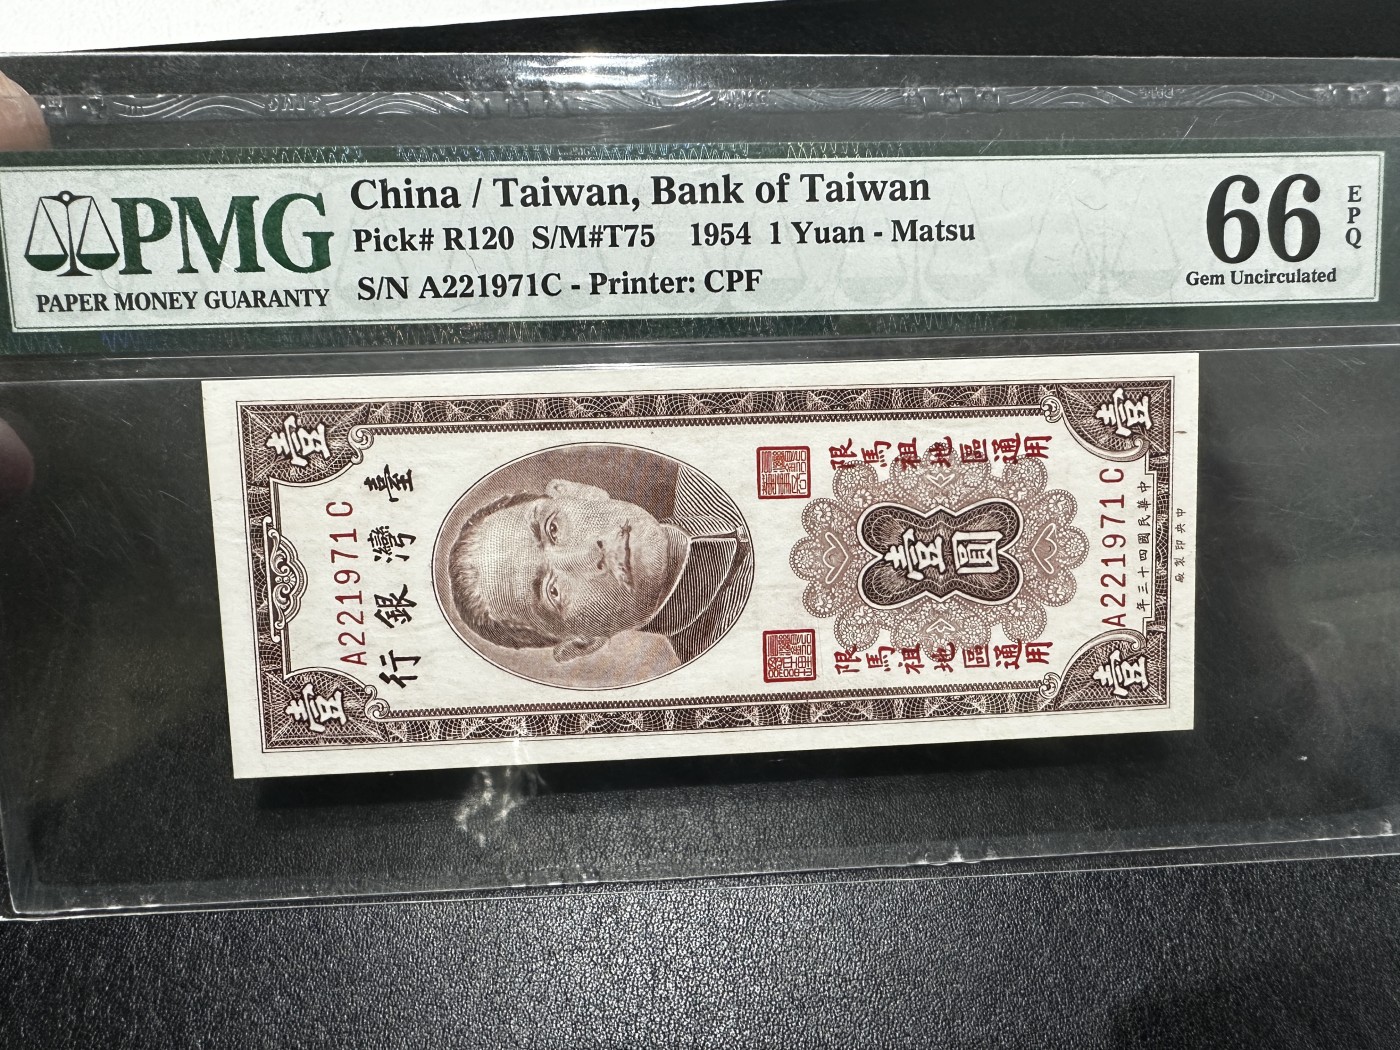 PMG
PAPER MONEY GUARANTY
China / Taiwan, Bank of Taiwan
Pick# R120 S/M#T75 1954 1 Yuan - Matsu
S/N A221971C - Printer: CPF
66
EPQ
Gem Uncirculated
壹
壹
A221971C
臺灣銀行
限馬祖地區通用
限馬祖地區通用
壹圓
A221971C
中華民國四十三年
中央印製廠
壹
壹